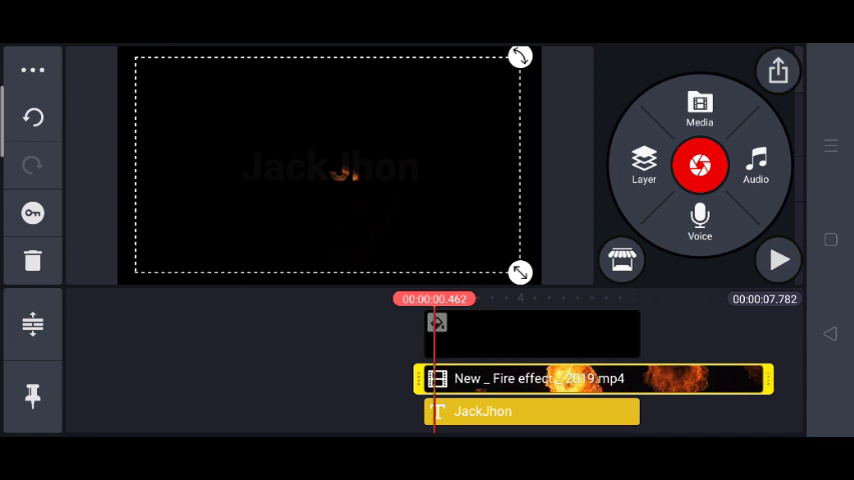 JackJhon
Media
Layer
Audio
Voice
00:00:00.462
4
00:00:07.782
New _ Fire effect _ 2019.mp4
T JackJhon